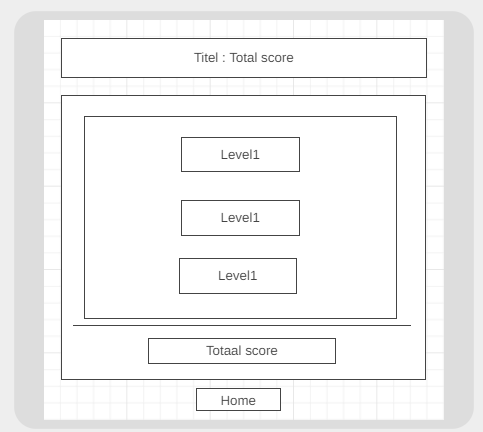 Titel : Total score
Level1
Level1
Level1
Totaal score
Home